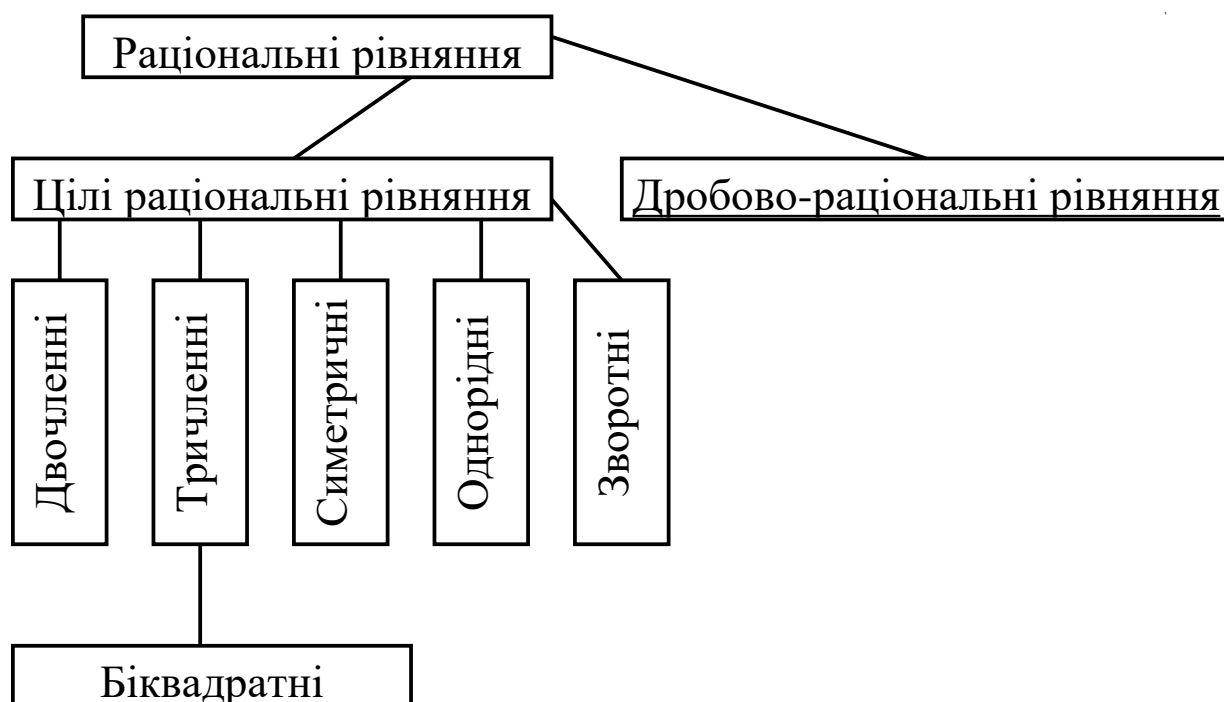 Раціональні рівняння
Цілі раціональні рівняння
Дробово-раціональні рівняння
Двочленні
Тричленні
Симетричні
Однорідні
Зворотні
Біквадратні